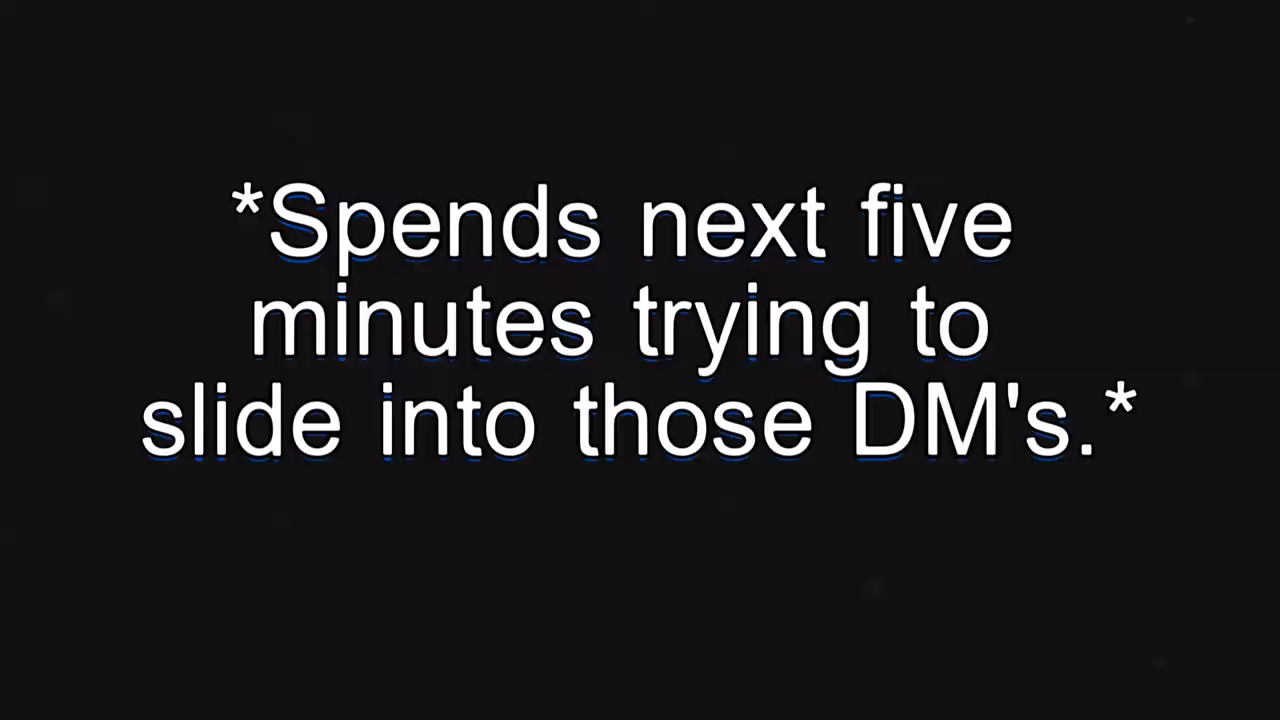 *Spends next five
minutes trying to
slide into those DM's.*